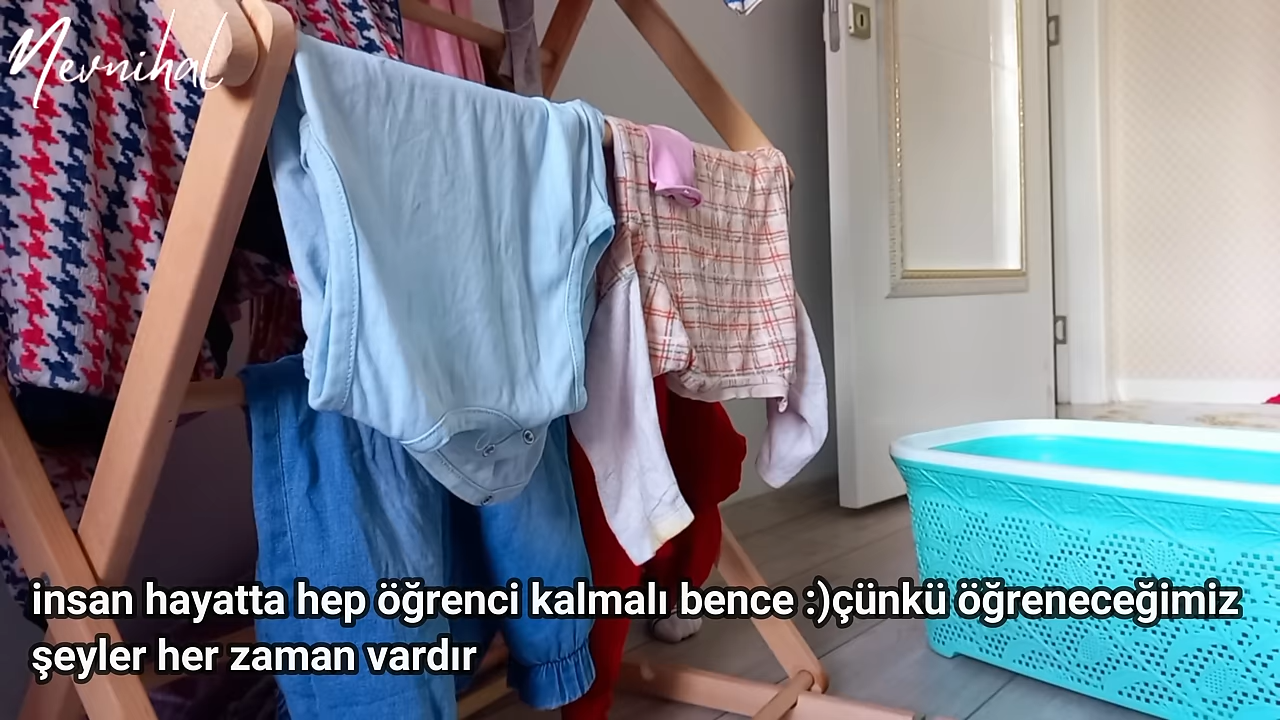 Nevnihal
insan hayatta hep öğrenci kalmalı bence :)çünkü öğreneceğimiz
şeyler her zaman vardır